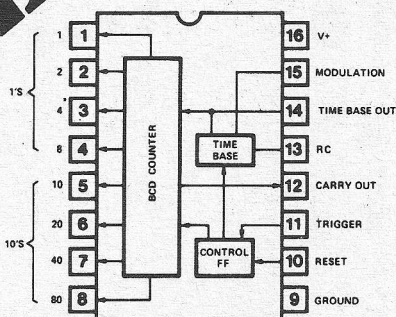 1 1 16 V+
2 2 15 MODULATION
1'S
4 3 14 TIME BASE OUT
8 4 TIME BASE 13 RC
BCD COUNTER
10 5 12 CARRY OUT
20 6 11 TRIGGER
10'S
40 7 CONTROL FF 10 RESET
80 8 9 GROUND